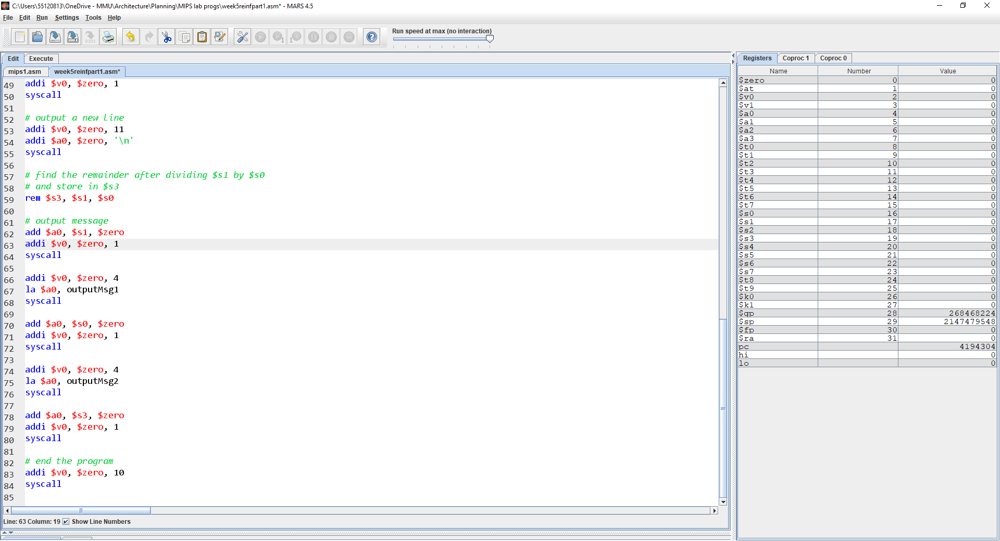 C:\Users\55120813\OneDrive - MMU\Architecture\Planning\MIPS lab progs\week5reinfpart1.asm* - MARS 4.5
File Edit Run Settings Tools Help
Run speed at max (no interaction)
Edit Execute
mips1.asm week5reinfpart1.asm*
49 addi $v0, $zero, 1
50 syscall
51
52 # output a new line
53 addi $v0, $zero, 11
54 addi $a0, $zero, '\n'
55 syscall
56
57 # find the remainder after dividing $s1 by $s0
58 # and store in $s3
59 rem $s3, $s1, $s0
60
61 # output message
62 add $a0, $s1, $zero
63 addi $v0, $zero, 1
64 syscall
65
66 addi $v0, $zero, 4
67 la $a0, outputMsg1
68 syscall
69
70 add $a0, $s0, $zero
71 addi $v0, $zero, 1
72 syscall
73
74 addi $v0, $zero, 4
75 la $a0, outputMsg2
76 syscall
77
78 add $a0, $s3, $zero
79 addi $v0, $zero, 1
80 syscall
81
82 # end the program
83 addi $v0, $zero, 10
84 syscall
85
Line: 63 Column: 19 Show Line Numbers
Registers Coproc 1 Coproc 0
Name Number Value
$zero 0 0
$at 1 0
$v0 2 0
$v1 3 0
$a0 4 0
$a1 5 0
$a2 6 0
$a3 7 0
$t0 8 0
$t1 9 0
$t2 10 0
$t3 11 0
$t4 12 0
$t5 13 0
$t6 14 0
$t7 15 0
$s0 16 0
$s1 17 0
$s2 18 0
$s3 19 0
$s4 20 0
$s5 21 0
$s6 22 0
$s7 23 0
$t8 24 0
$t9 25 0
$k0 26 0
$k1 27 0
$gp 28 268468224
$sp 29 2147479548
$fp 30 0
$ra 31 0
pc 4194304
hi 0
lo 0